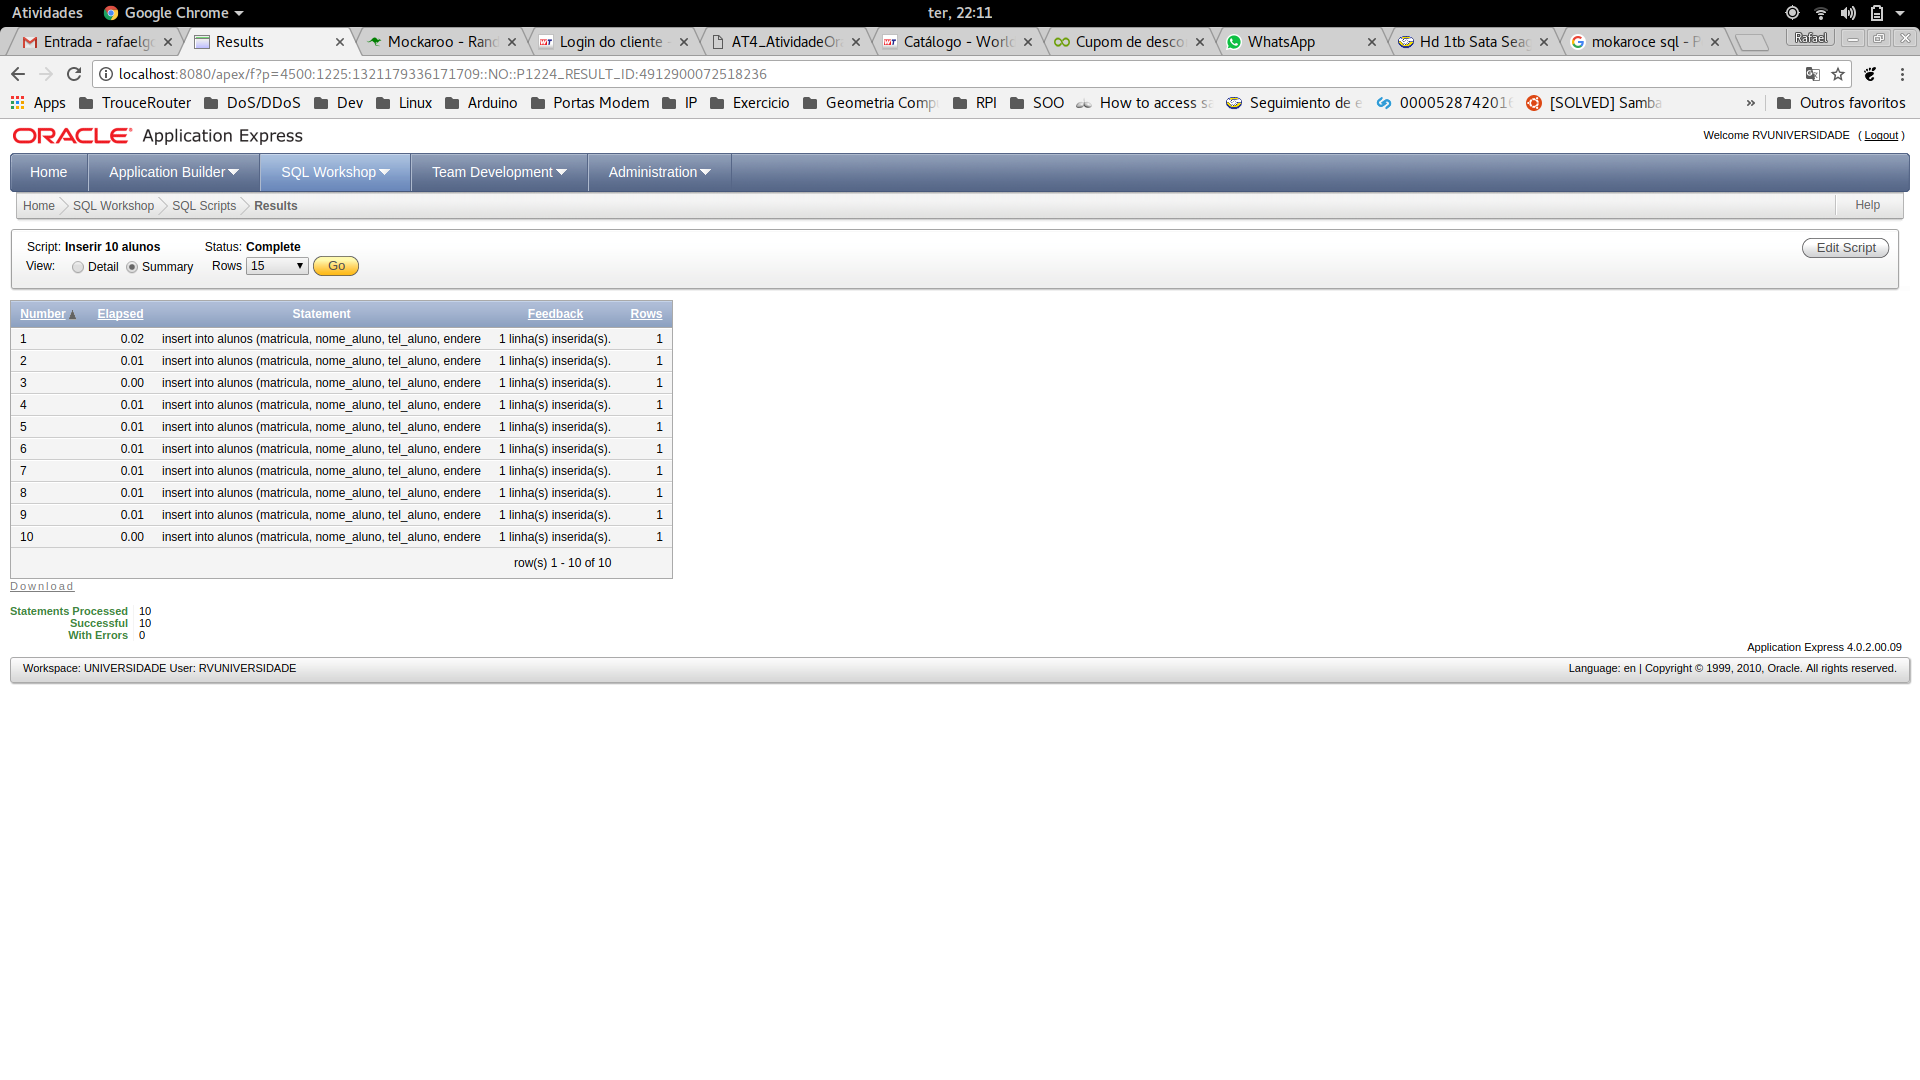 Atividades Google Chrome ter, 22:11
Entrada - rafaelgo Results Mockaroo - Rand Login do cliente - AT4_AtividadeOra Catálogo - World Cupom de desco WhatsApp Hd 1tb Sata Seag mokaroce sql - P Rafael
localhost:8080/apex/f?p=4500:1225:1321179336171709::NO::P1224_RESULT_ID:4912900072518236
Apps TrouceRouter DoS/DDoS Dev Linux Arduino Portas Modem IP Exercicio Geometria Comp RPI SOO How to access sa Seguimiento de e 0000528742016 [SOLVED] Samba » Outros favoritos
ORACLE Application Express Welcome RVUNIVERSIDADE ( Logout )
Home Application Builder SQL Workshop Team Development Administration
Home SQL Workshop SQL Scripts Results Help
Script: Inserir 10 alunos Status: Complete Edit Script
View: Detail Summary Rows 15 Go
Number Elapsed Statement Feedback Rows
1 0.02 insert into alunos (matricula, nome_aluno, tel_aluno, endere 1 linha(s) inserida(s). 1
2 0.01 insert into alunos (matricula, nome_aluno, tel_aluno, endere 1 linha(s) inserida(s). 1
3 0.00 insert into alunos (matricula, nome_aluno, tel_aluno, endere 1 linha(s) inserida(s). 1
4 0.01 insert into alunos (matricula, nome_aluno, tel_aluno, endere 1 linha(s) inserida(s). 1
5 0.01 insert into alunos (matricula, nome_aluno, tel_aluno, endere 1 linha(s) inserida(s). 1
6 0.01 insert into alunos (matricula, nome_aluno, tel_aluno, endere 1 linha(s) inserida(s). 1
7 0.01 insert into alunos (matricula, nome_aluno, tel_aluno, endere 1 linha(s) inserida(s). 1
8 0.01 insert into alunos (matricula, nome_aluno, tel_aluno, endere 1 linha(s) inserida(s). 1
9 0.01 insert into alunos (matricula, nome_aluno, tel_aluno, endere 1 linha(s) inserida(s). 1
10 0.00 insert into alunos (matricula, nome_aluno, tel_aluno, endere 1 linha(s) inserida(s). 1
row(s) 1 - 10 of 10
Download
Statements Processed 10
Successful 10
With Errors 0
Application Express 4.0.2.00.09
Workspace: UNIVERSIDADE User: RVUNIVERSIDADE Language: en | Copyright © 1999, 2010, Oracle. All rights reserved.